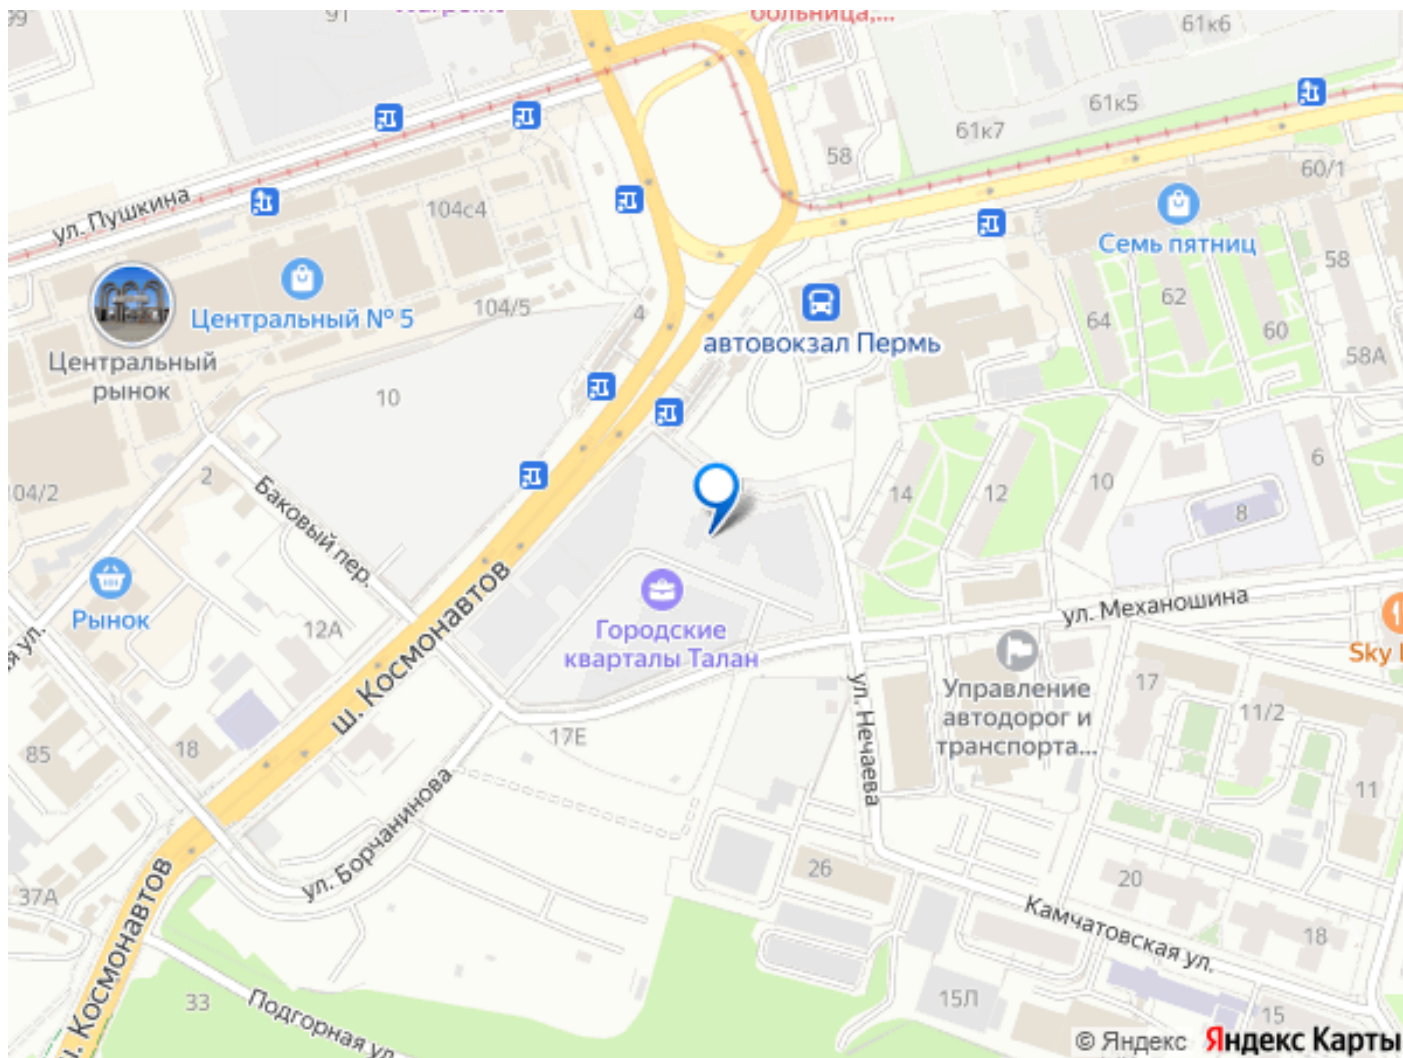 91
больница,...
61к6
61к5
61к7
58
60/1
ул. Пушкина
104с4
Семь пятниц
58
62
Центральный № 5
104/5
4
64
60
автовокзал Пермь
58А
Центральный
рынок
10
2
6
104/2
14
12
10
8
Баковый пер.
ш. Космонавтов
Рынок
12А
Городские
кварталы Талан
ул. Механошина
Sky
Управление
автодорог и
транспорта...
17
11/2
ул. Нечаева
17Е
18
85
11
ул. Борчанинова
26
20
37А
Камчатовская ул.
18
ш. Космонавтов
33
Подгорная ул.
15Л
15
© Яндекс Яндекс Карты